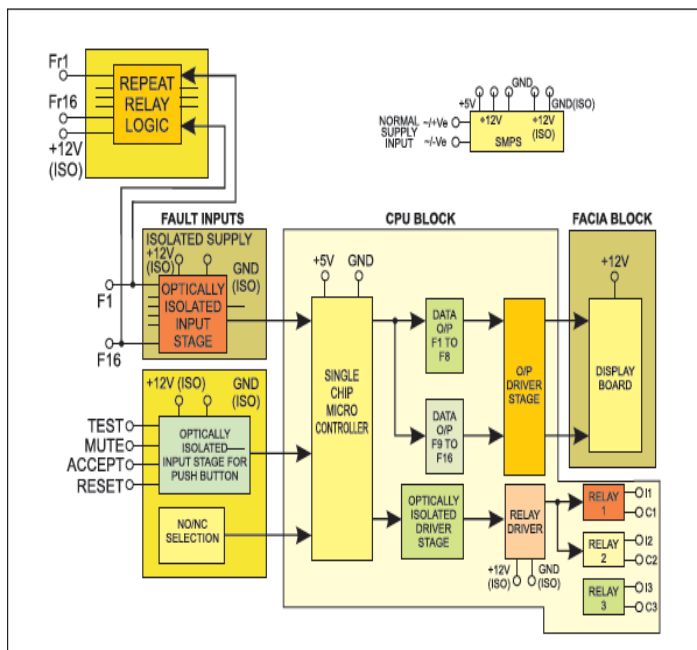 Fr1
Fr16
+12V
(ISO)
REPEAT
RELAY
LOGIC
GND
+5V
GND(ISO)
+12V
+12V
(ISO)
SMPS
NORMAL
SUPPLY
INPUT
~/+Ve
~/-Ve
FAULT INPUTS
CPU BLOCK
FACIA BLOCK
ISOLATED SUPPLY
+12V
(ISO)
GND
(ISO)
F1
F16
OPTICALLY
ISOLATED
INPUT
STAGE
+5V
GND
SINGLE
CHIP
MICRO
CONTROLLER
DATA
O/P
F1 TO
F8
DATA
O/P
F9 TO
F16
O/P
DRIVER
STAGE
+12V
DISPLAY
BOARD
+12V (ISO)
GND
(ISO)
TEST
MUTE
ACCEPT
RESET
OPTICALLY
ISOLATED
INPUT STAGE FOR
PUSH BUTTON
NO/NC
SELECTION
OPTICALLY
ISOLATED
DRIVER
STAGE
RELAY
DRIVER
+12V
(ISO)
GND
(ISO)
RELAY
1
I1
C1
RELAY
2
I2
C2
RELAY
3
I3
C3